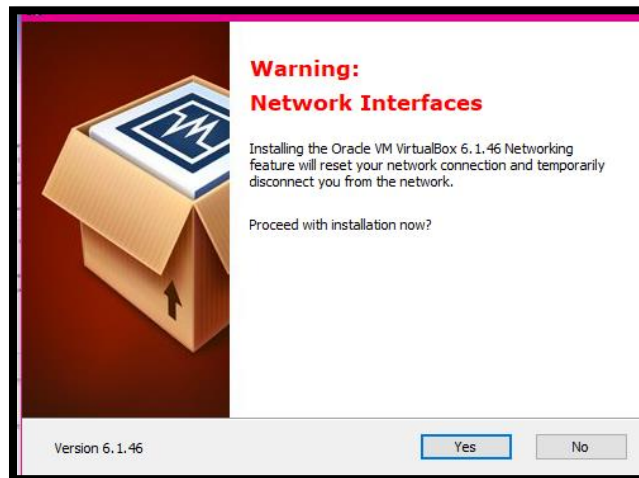 Warning:
Network Interfaces
Installing the Oracle VM VirtualBox 6.1.46 Networking
feature will reset your network connection and temporarily
disconnect you from the network.
Proceed with installation now?
Version 6.1.46
Yes
No